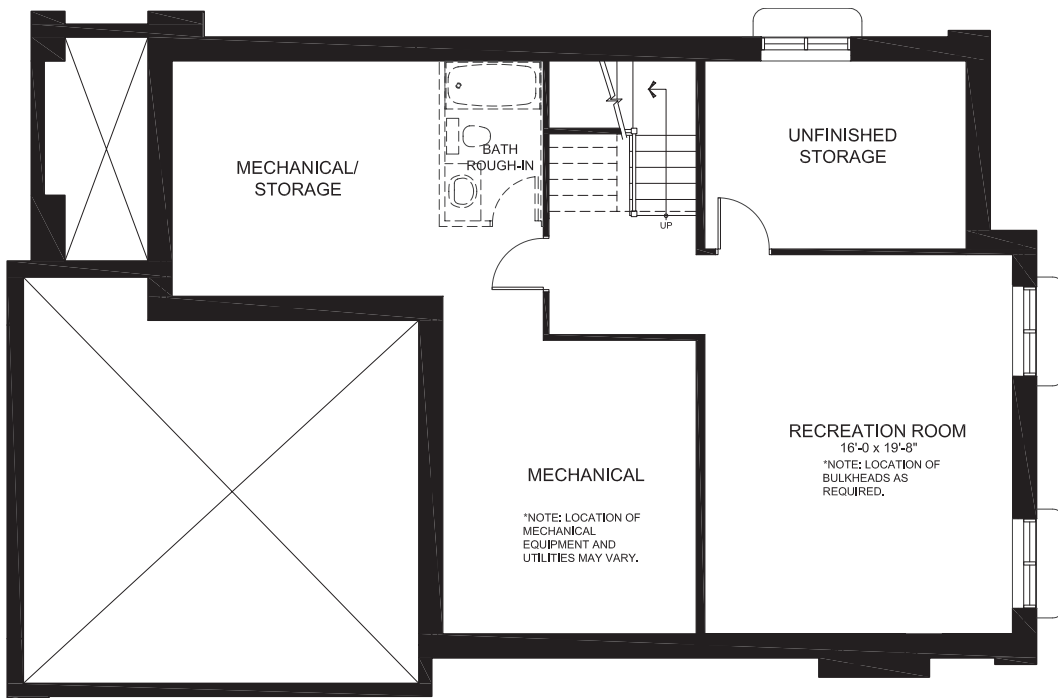 MECHANICAL/
STORAGE
BATH
ROUGH-IN
UP
UNFINISHED
STORAGE
MECHANICAL
*NOTE: LOCATION OF
MECHANICAL
EQUIPMENT AND
UTILITIES MAY VARY.
RECREATION ROOM
16'-0 x 19'-8"
*NOTE: LOCATION OF
BULKHEADS AS
REQUIRED.